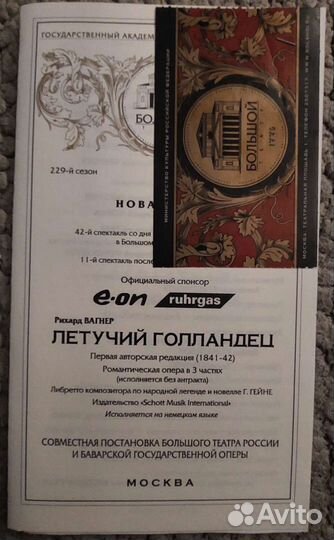 ГОСУДАРСТВЕННЫЙ АКАДЕМ
БОЛЬШОЙ
229-й сезон
НОВА
42-й спектакль со дня
в Большом
11-й спектакль после
Официальный спонсор
e·on ruhrgas
Рихард ВАГНЕР
ЛЕТУЧИЙ ГОЛЛАНДЕЦ
Первая авторская редакция (1841-42)
Романтическая опера в 3 частях
(исполняется без антракта)
Либретто композитора по народной легенде и новелле Г. ГЕЙНЕ
Издательство «Schott Musik International»
Исполняется на немецком языке
СОВМЕСТНАЯ ПОСТАНОВКА БОЛЬШОГО ТЕАТРА РОССИИ
И БАВАРСКОЙ ГОСУДАРСТВЕННОЙ ОПЕРЫ
МОСКВА
МИНИСТЕРСТВО КУЛЬТУРЫ РОССИЙСКОЙ ФЕДЕРАЦИИ
БОЛЬШОЙ
1776
МОСКВА, ТЕАТРАЛЬНАЯ ПЛОЩАДЬ 1, ТЕЛЕФОН
Avito